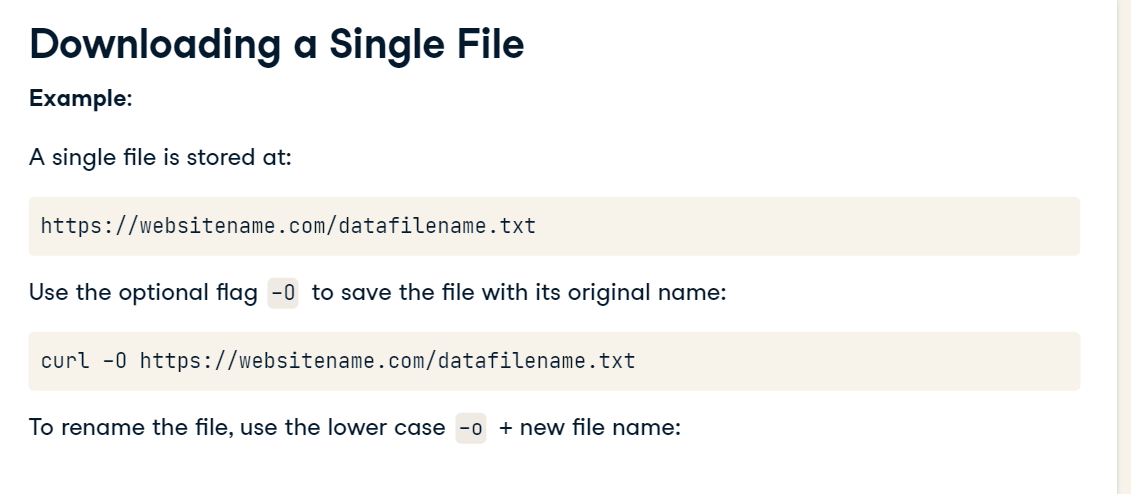 Downloading a Single File
Example:
A single file is stored at:
https://websitename.com/datafilename.txt
Use the optional flag -O to save the file with its original name:
curl -O https://websitename.com/datafilename.txt
To rename the file, use the lower case -o + new file name: